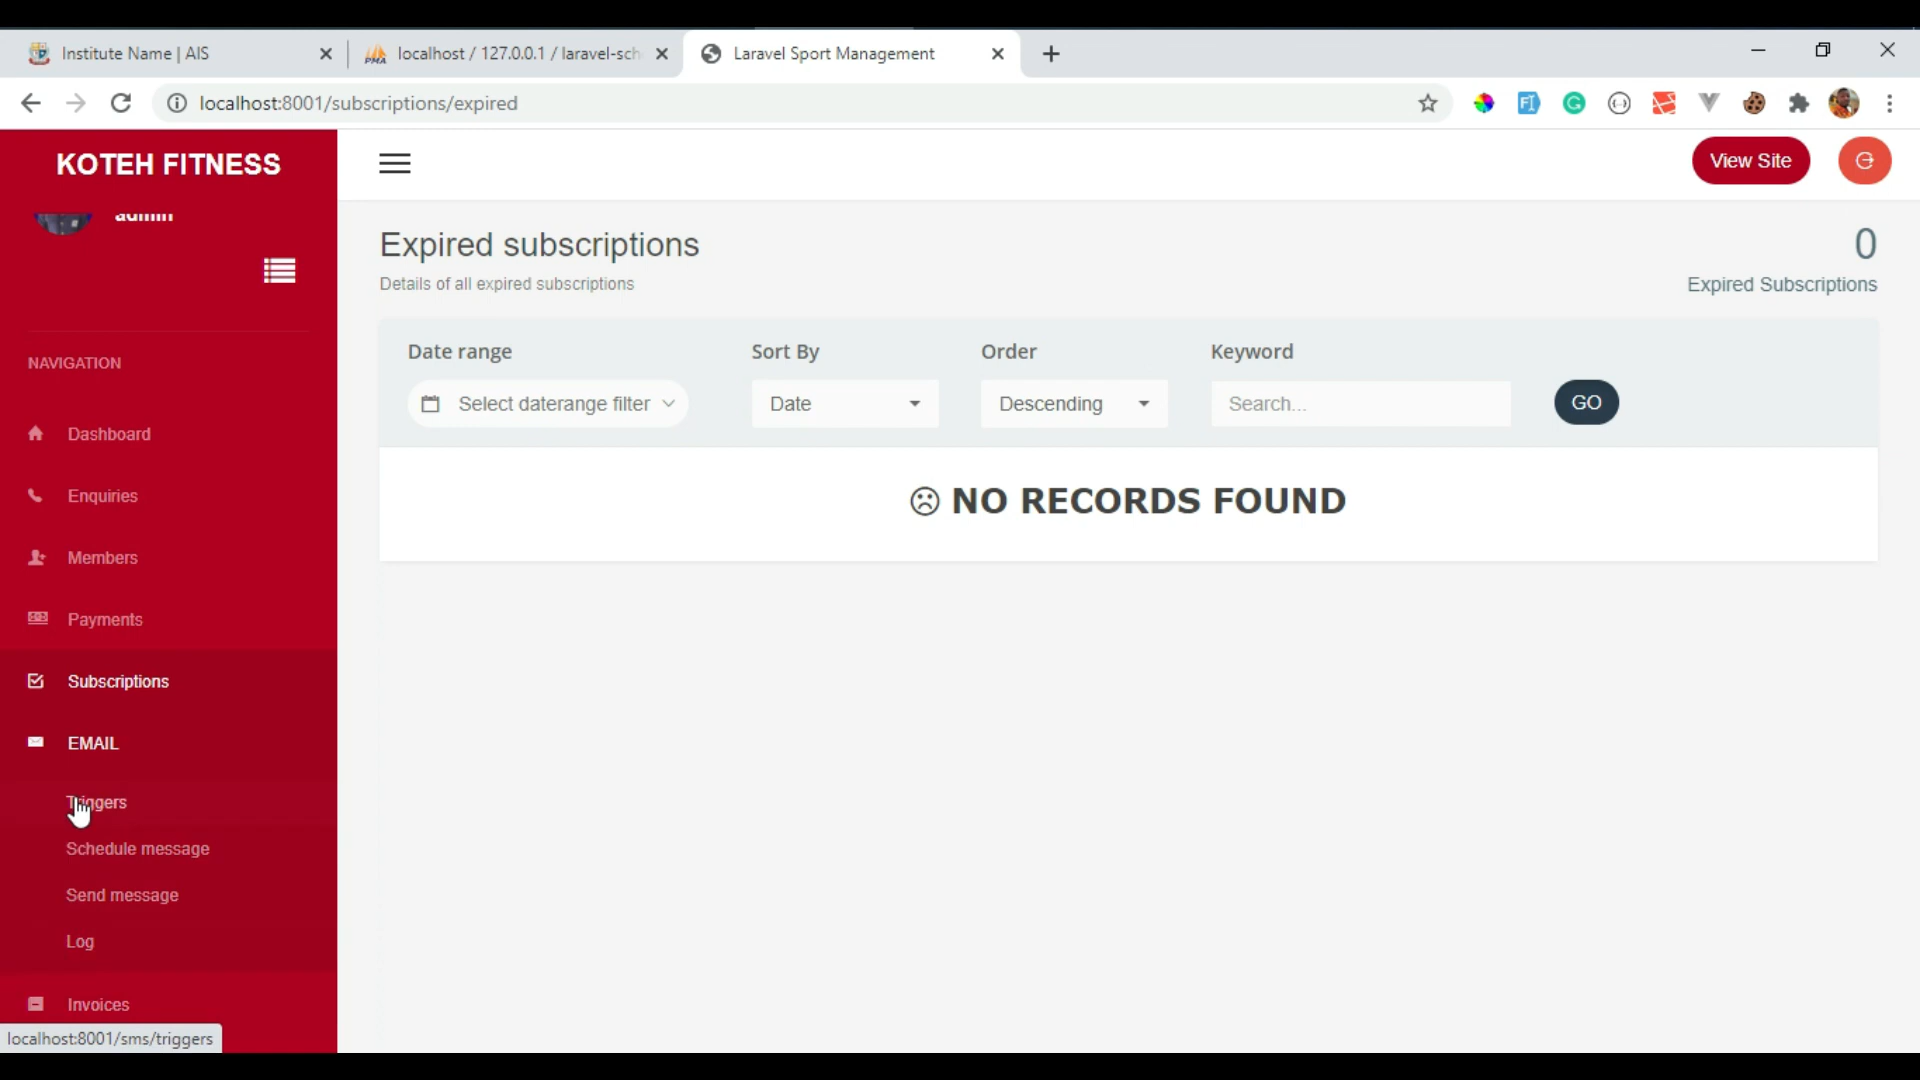 Institute Name | AIS
localhost / 127.0.0.1 / laravel-sch
Laravel Sport Management
localhost:8001/subscriptions/expired
KOTEH FITNESS
View Site
admin
Expired subscriptions
0
Details of all expired subscriptions
Expired Subscriptions
NAVIGATION
Date range
Sort By
Order
Keyword
Select daterange filter
Date
Descending
Search...
GO
Dashboard
Enquiries
☹ NO RECORDS FOUND
Members
Payments
Subscriptions
EMAIL
Triggers
Schedule message
Send message
Log
Invoices
localhost:8001/sms/triggers